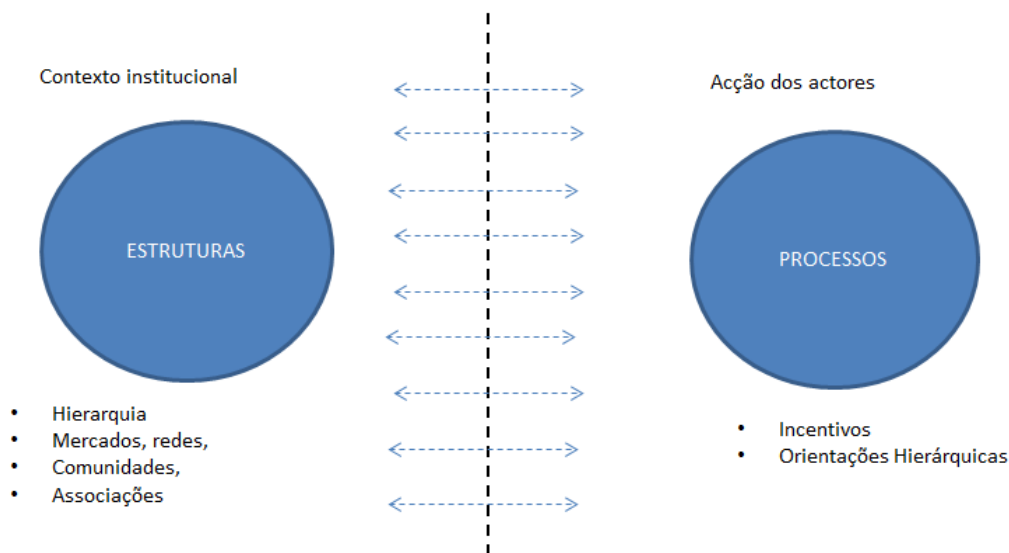 Contexto institucional
ESTRUTURAS
• Hierarquia
• Mercados, redes,
• Comunidades,
• Associações
Acção dos actores
PROCESSOS
• Incentivos
• Orientações Hierárquicas